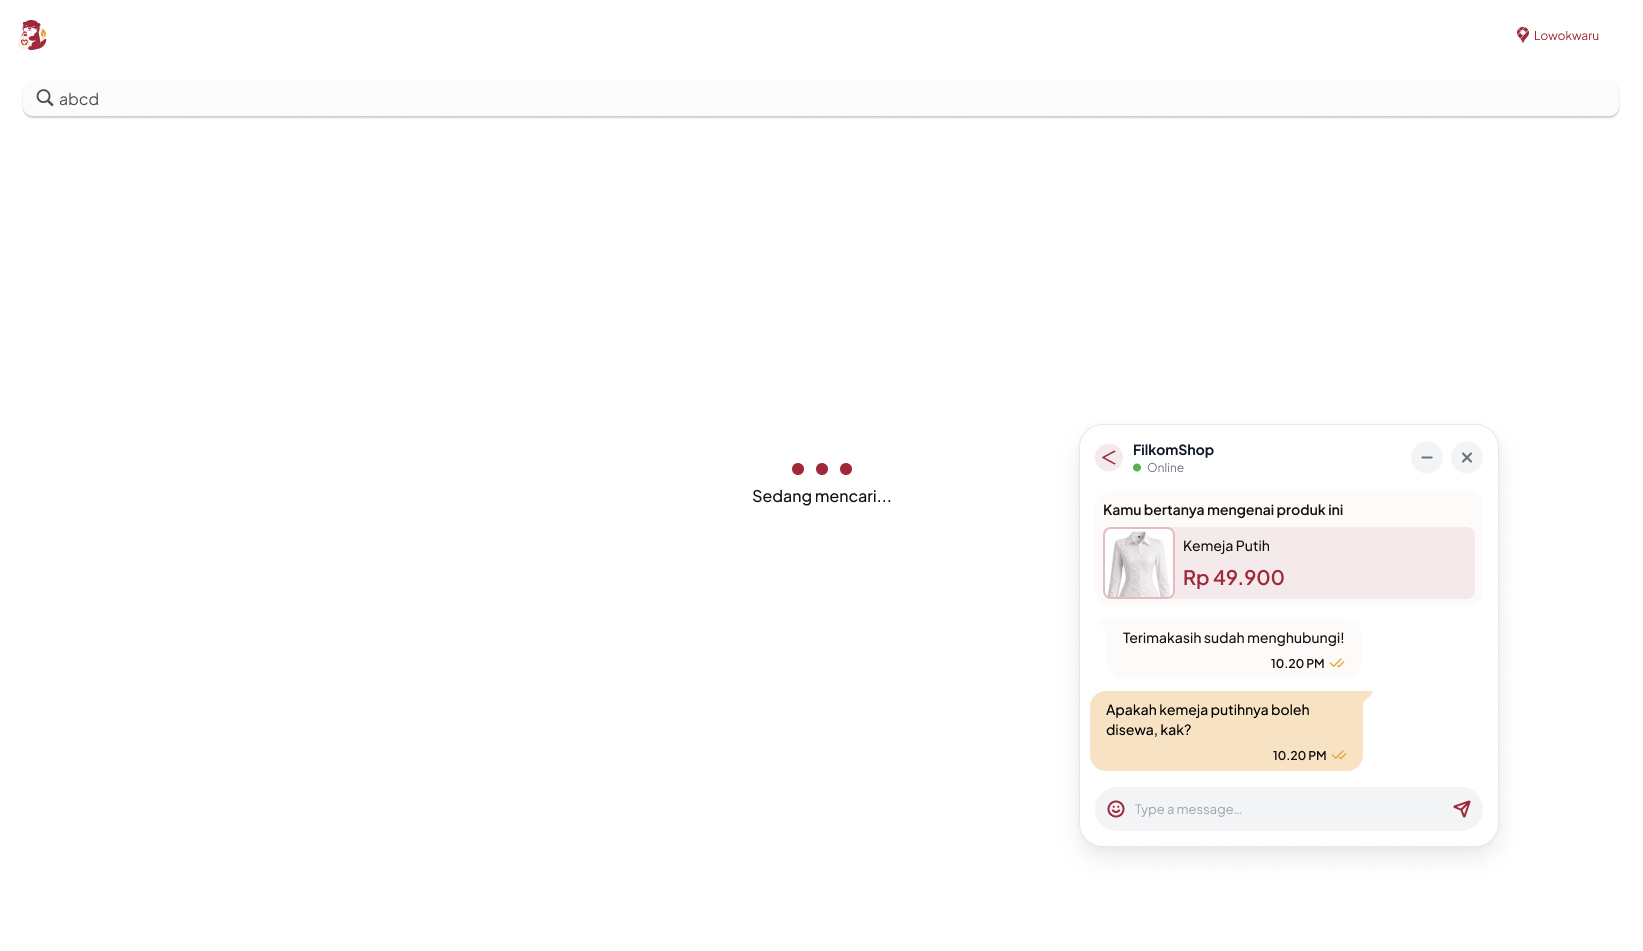 Lowokwaru
abcd
Sedang mencari...
FilkomShop
Online
Kamu bertanya mengenai produk ini
Kemeja Putih
Rp 49.900
Terimakasih sudah menghubungi!
10.20 PM
Apakah kemeja putihnya boleh
disewa, kak?
10.20 PM
Type a message...